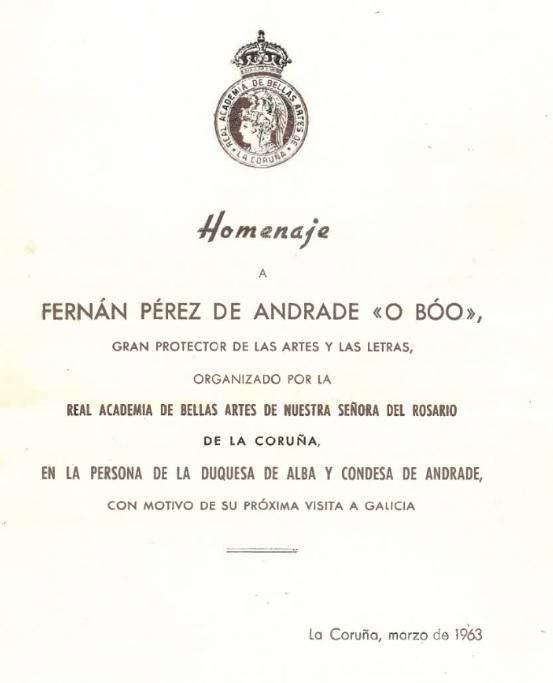 REAL ACADEMIA DE BELLAS ARTES DE
• LA CORUÑA •
Homenaje
A
FERNÁN PÉREZ DE ANDRADE «O BÓO»,
GRAN PROTECTOR DE LAS ARTES Y LAS LETRAS,
ORGANIZADO POR LA
REAL ACADEMIA DE BELLAS ARTES DE NUESTRA SEÑORA DEL ROSARIO
DE LA CORUÑA,
EN LA PERSONA DE LA DUQUESA DE ALBA Y CONDESA DE ANDRADE,
CON MOTIVO DE SU PRÓXIMA VISITA A GALICIA
La Coruña, marzo de 1963